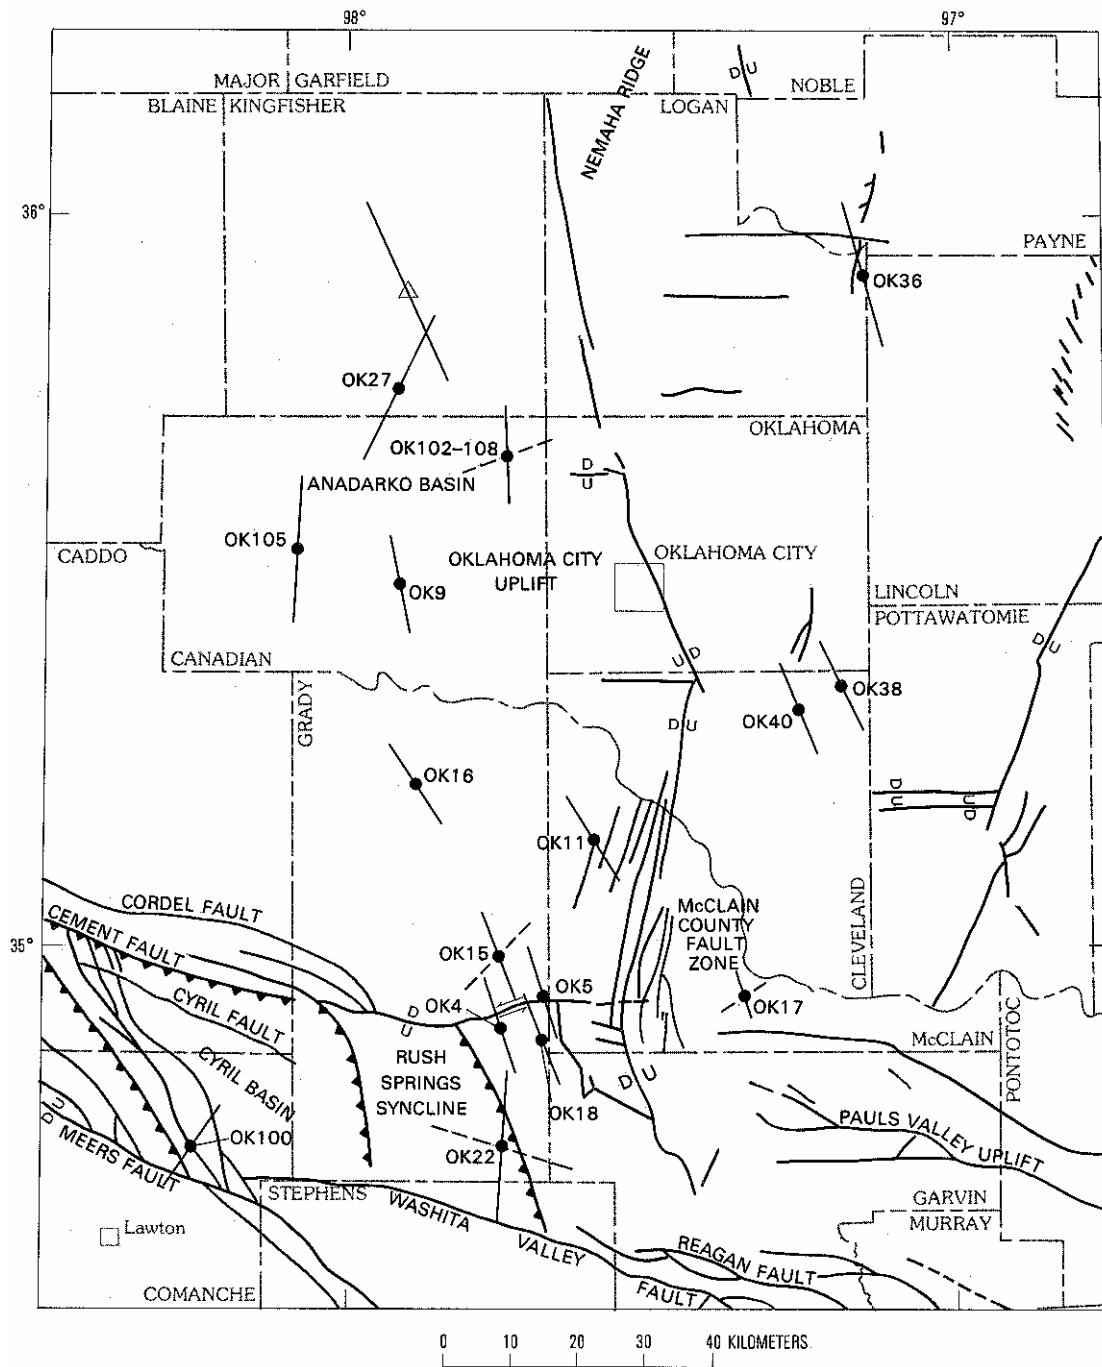 98°
97°
MAJOR GARFIELD
BLAINE KINGFISHER
NEMAHA RIDGE
LOGAN
D U
NOBLE
36°
PAYNE
OK36
OK27
OKLAHOMA
OK102-108
D
U
ANADARKO BASIN
OK105
CADDO
OKLAHOMA CITY
UPLIFT
OKLAHOMA CITY
OK9
LINCOLN
POTTAWATOMIE
D U
CANADIAN
U D
GRADY
OK38
OK40
D U
OK16
D
U
U
D
OK11
CORDEL FAULT
CEMENT FAULT
McCLAIN
COUNTY
FAULT
ZONE
CLEVELAND
35°
OK15
OK5
OK4
OK17
CYRIL FAULT
D
U
McCLAIN
PONTOTOC
CYRIL BASIN
RUSH
SPRINGS
SYNCLINE
D U
OK18
D U
OK100
OK22
PAULS VALLEY UPLIFT
MEERS FAULT
STEPHENS
WASHITA
VALLEY
FAULT
GARVIN
MURRAY
Lawton
REAGAN FAULT
COMANCHE
0 10 20 30 40 KILOMETERS